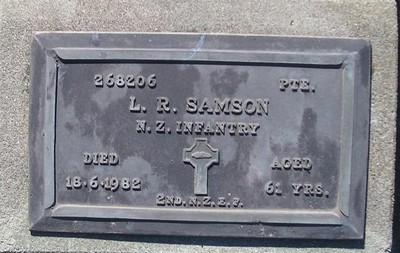 268206 PTE.
L. R. SAMSON
N. Z. INFANTRY
DIED AGED
18.6.1982 61 YRS.
2ND. N.Z.E.F.